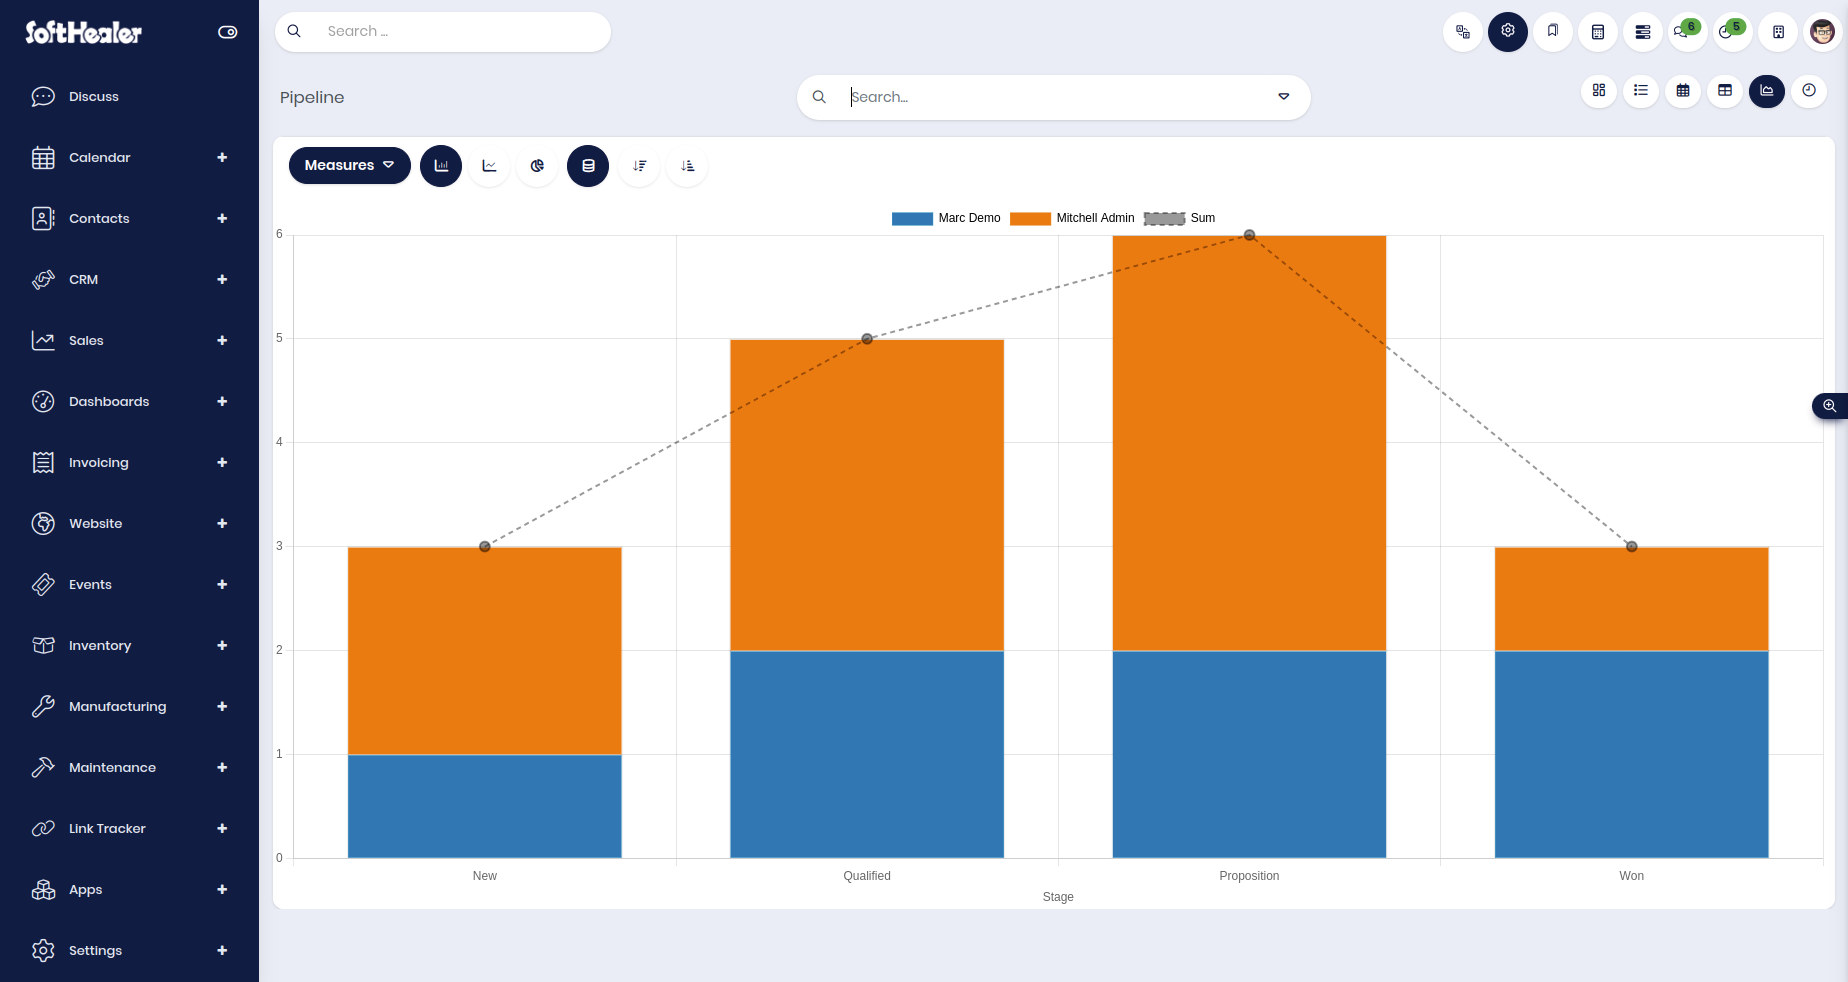 SoftHealer
Search ...
6
5
Discuss
Calendar
Contacts
CRM
Sales
Dashboards
Invoicing
Website
Events
Inventory
Manufacturing
Maintenance
Link Tracker
Apps
Settings
Pipeline
Search...
Measures
Marc Demo Mitchell Admin Sum
6
5
4
3
2
1
0
New Qualified Proposition Won
Stage